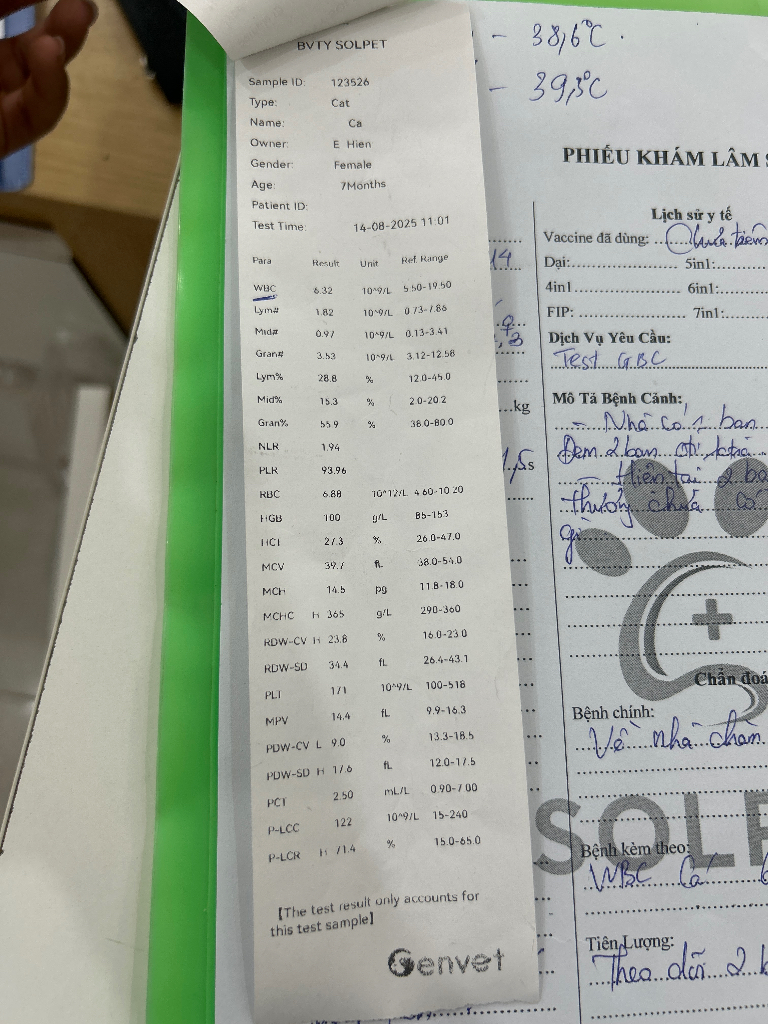 BVTY SOLPET
Sample ID: 123526
Type: Cat
Name: Ca
Owner: E Hien
Gender: Female
Age: 7Months
Patient ID:
Test Time: 14-08-2025 11:01
Para Result Unit Ref. Range
WBC 6.32 10^9/L 5.50-19.50
Lym# 1.82 10^9/L 0.73-7.86
Mid# 0.97 10^9/L 0.13-3.41
Gran# 3.53 10^9/L 3.12-12.58
Lym% 28.8 % 12.0-45.0
Mid% 15.3 % 2.0-20.2
Gran% 55.9 % 38.0-80.0
NLR 1.94
PLR 93.96
RBC 6.88 10^12/L 4.60-10.20
HGB 100 g/L 85-153
HCT 27.3 % 26.0-47.0
MCV 39.7 fL 38.0-54.0
MCH 14.5 pg 11.8-18.0
MCHC H 365 g/L 290-360
RDW-CV H 23.8 % 16.0-23.0
RDW-SD 34.4 fL 26.4-43.1
PLT 171 10^9/L 100-518
MPV 14.4 fL 9.9-16.3
PDW-CV L 9.0 % 13.3-18.5
PDW-SD H 17.6 fL 12.0-17.5
PCT 2.50 mL/L 0.90-7.00
P-LCC 122 10^9/L 15-240
P-LCR H 71.4 % 15.0-65.0
【The test result only accounts for
this test sample】
Genvet
- 38,6°C.
- 39,3°C
PHIẾU KHÁM LÂM
Lịch sử y tế
Vaccine đã dùng: Chưa tiêm
Dại: 5in1:
4in1 6in1:
FIP: 7in1:
Dịch Vụ Yêu Cầu:
Test GBC
kg
Mô Tả Bệnh Cảnh:
- Nhà có 2 bạn
Đem 2 bạn đi
- Hiện tại 2
thường chưa có
gì
Chẩn đoá
Bệnh chính:
Về nhà chăm
SOLP
Bệnh kèm theo:
WBC Ca
Tiên Lượng:
Theo dõi 2 b